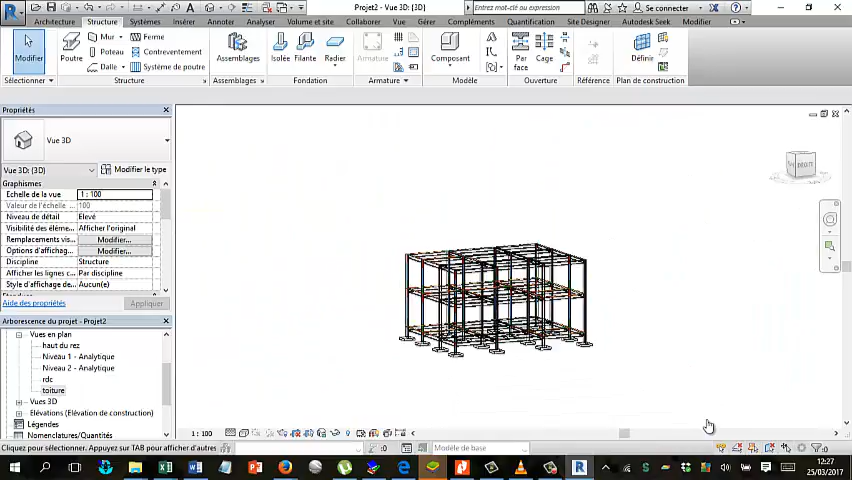 Projet2 - Vue 3D: {3D}
Entrez mot-clé ou expression
Se connecter
Architecture Structure Systèmes Insérer Annoter Analyser Volume et site Collaborer Vue Gérer Compléments Quantification Site Designer Autodesk Seek Modifier
Mur
Ferme
Poteau
Contreventement
Dalle
Système de poutres
Modifier Poutre Assemblages Isolée Filante Radier Armature Composant Par face Cage Définir
Sélectionner Structure Assemblages Fondation Armature Modèle Ouverture Référence Plan de construction
Propriétés
Vue 3D
Vue 3D: {3D} Modifier le type
Graphismes
Echelle de la vue 1 : 100
Valeur de l'échelle 100
Niveau de détail Elevé
Visibilité des éléme... Afficher l'original
Remplacements vis... Modifier...
Options d'affichag... Modifier...
Discipline Structure
Afficher les lignes c... Par discipline
Style d'affichage de... Aucun(e)
Aide des propriétés Appliquer
Arborescence du projet - Projet2
Vues en plan
haut du rez
Niveau 1 - Analytique
Niveau 2 - Analytique
rdc
toiture
Vues 3D
Elévations (Elévation de construction)
Légendes
Nomenclatures/Quantités
DROITE
1 : 100
Cliquez pour sélectionner. Appuyez sur TAB pour afficher d'autres
:0
Modèle de base
:0
12:27
25/03/2017